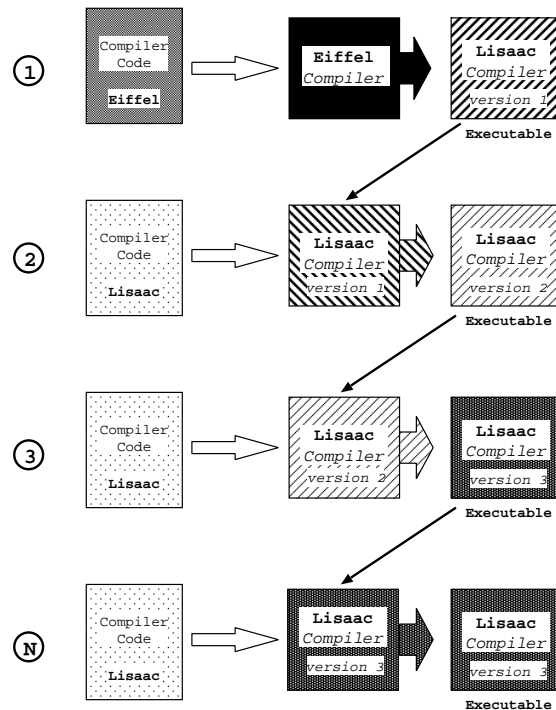 1
Compiler
Code
Eiffel
Eiffel
Compiler
Lisaac
Compiler
version 1
Executable
2
Compiler
Code
Lisaac
Lisaac
Compiler
version 1
Lisaac
Compiler
version 2
Executable
3
Compiler
Code
Lisaac
Lisaac
Compiler
version 2
Lisaac
Compiler
version 3
Executable
N
Compiler
Code
Lisaac
Lisaac
Compiler
version 3
Lisaac
Compiler
version 3
Executable